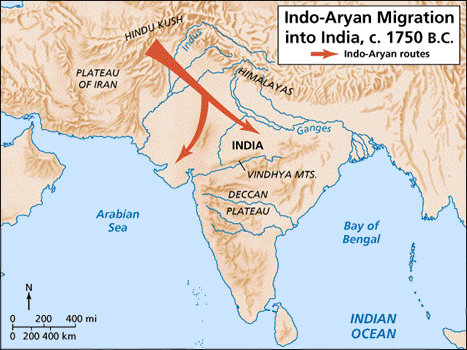 Indo-Aryan Migration
into India, c. 1750 B.C.
Indo-Aryan routes
HINDU KUSH
Indus
PLATEAU
OF IRAN
HIMALAYAS
Ganges
INDIA
VINDHYA MTS.
DECCAN
PLATEAU
Arabian
Sea
Bay of
Bengal
N
0 200 400 mi
0 200 400 km
INDIAN
OCEAN